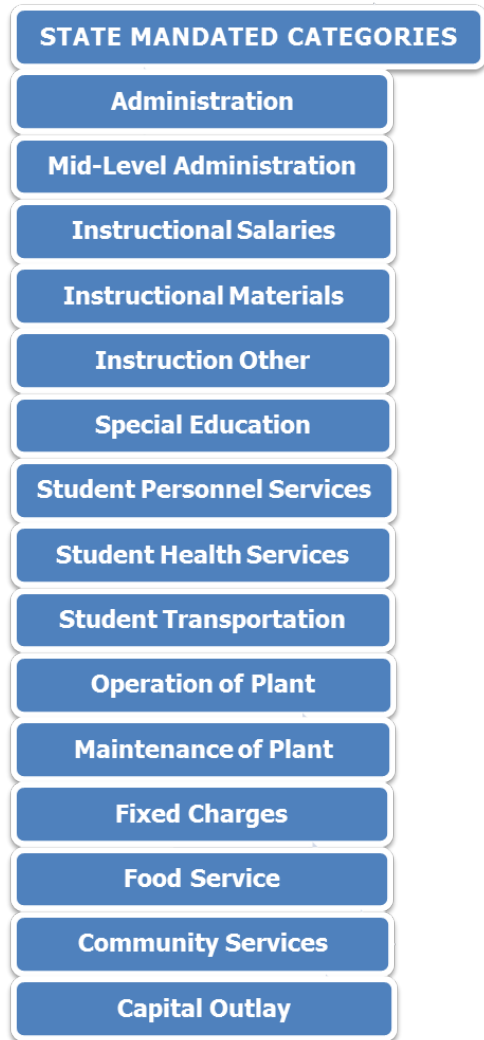 STATE MANDATED CATEGORIES
Administration
Mid-Level Administration
Instructional Salaries
Instructional Materials
Instruction Other
Special Education
Student Personnel Services
Student Health Services
Student Transportation
Operation of Plant
Maintenance of Plant
Fixed Charges
Food Service
Community Services
Capital Outlay